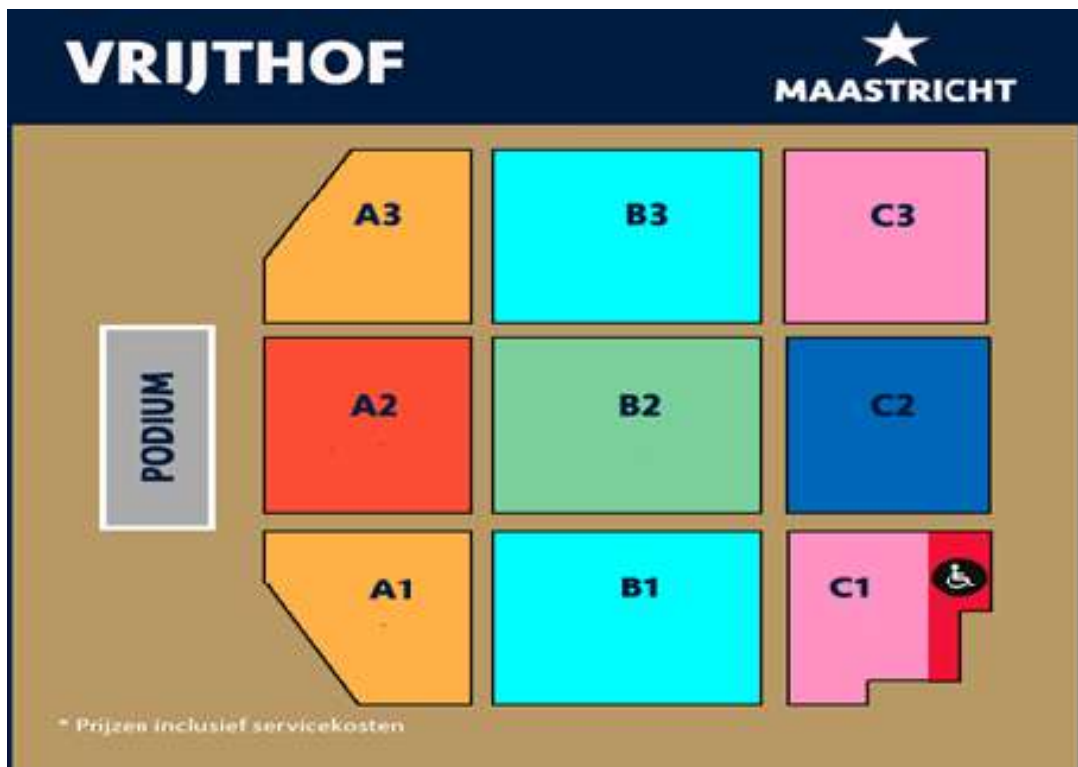 VRIJTHOF
MAASTRICHT
A3
B3
C3
PODIUM
A2
B2
C2
A1
B1
C1
* Prijzen inclusief servicekosten